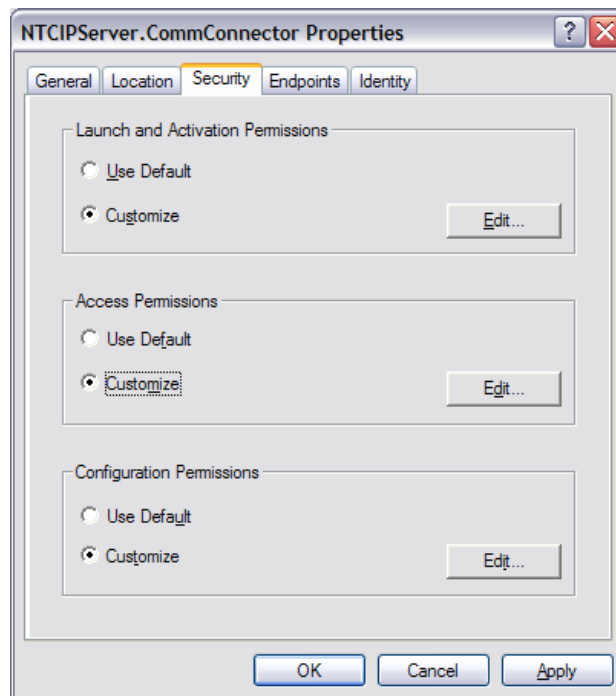 NTCIPServer.CommConnector Properties
General Location Security Endpoints Identity
Launch and Activation Permissions
Use Default
Customize
Edit...
Access Permissions
Use Default
Customize
Edit...
Configuration Permissions
Use Default
Customize
Edit...
OK Cancel Apply